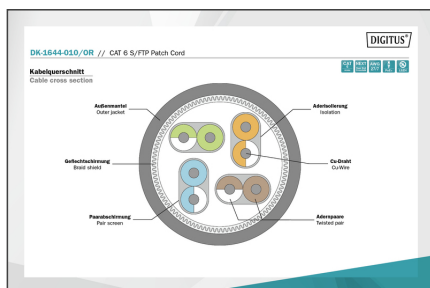 DIGITUS®
DK-1644-010/OR // CAT 6 S/FTP Patch Cord
Kabelquerschnitt
Cable cross section
Außenmantel
Outer jacket
Aderisolierung
Isolation
Geflechtschirmung
Braid shield
Cu-Draht
Cu-Wire
Paarabschirmung
Pair screen
Adernpaare
Twisted pair